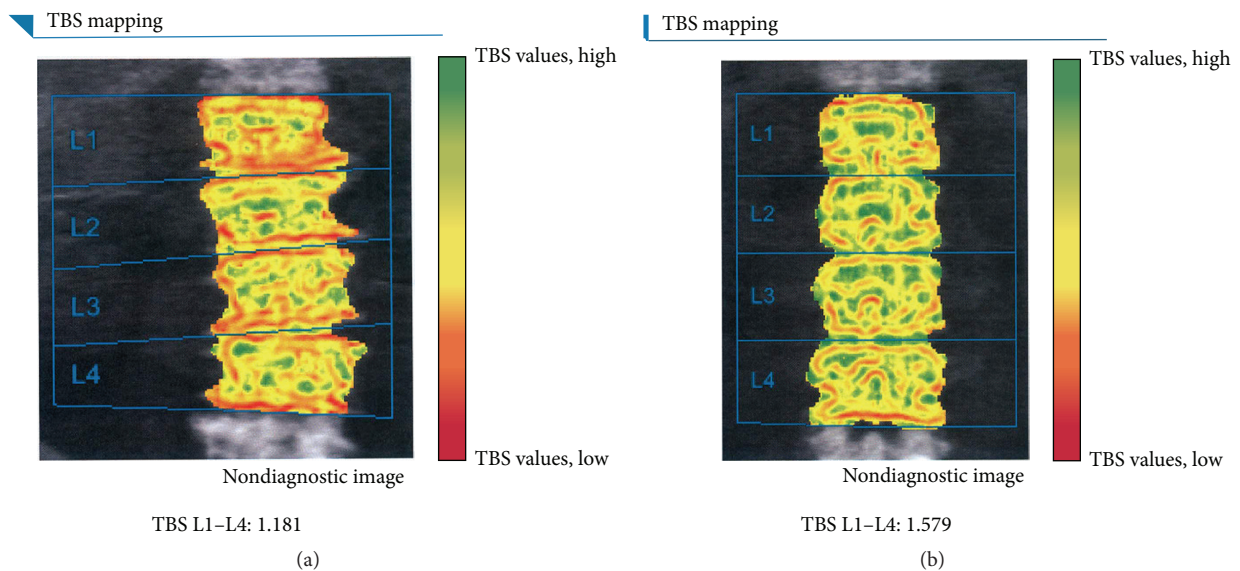 TBS mapping
TBS values, high
L1
L2
L3
L4
TBS values, low
Nondiagnostic image
TBS L1–L4: 1.181
(a)
TBS mapping
TBS values, high
L1
L2
L3
L4
TBS values, low
Nondiagnostic image
TBS L1–L4: 1.579
(b)